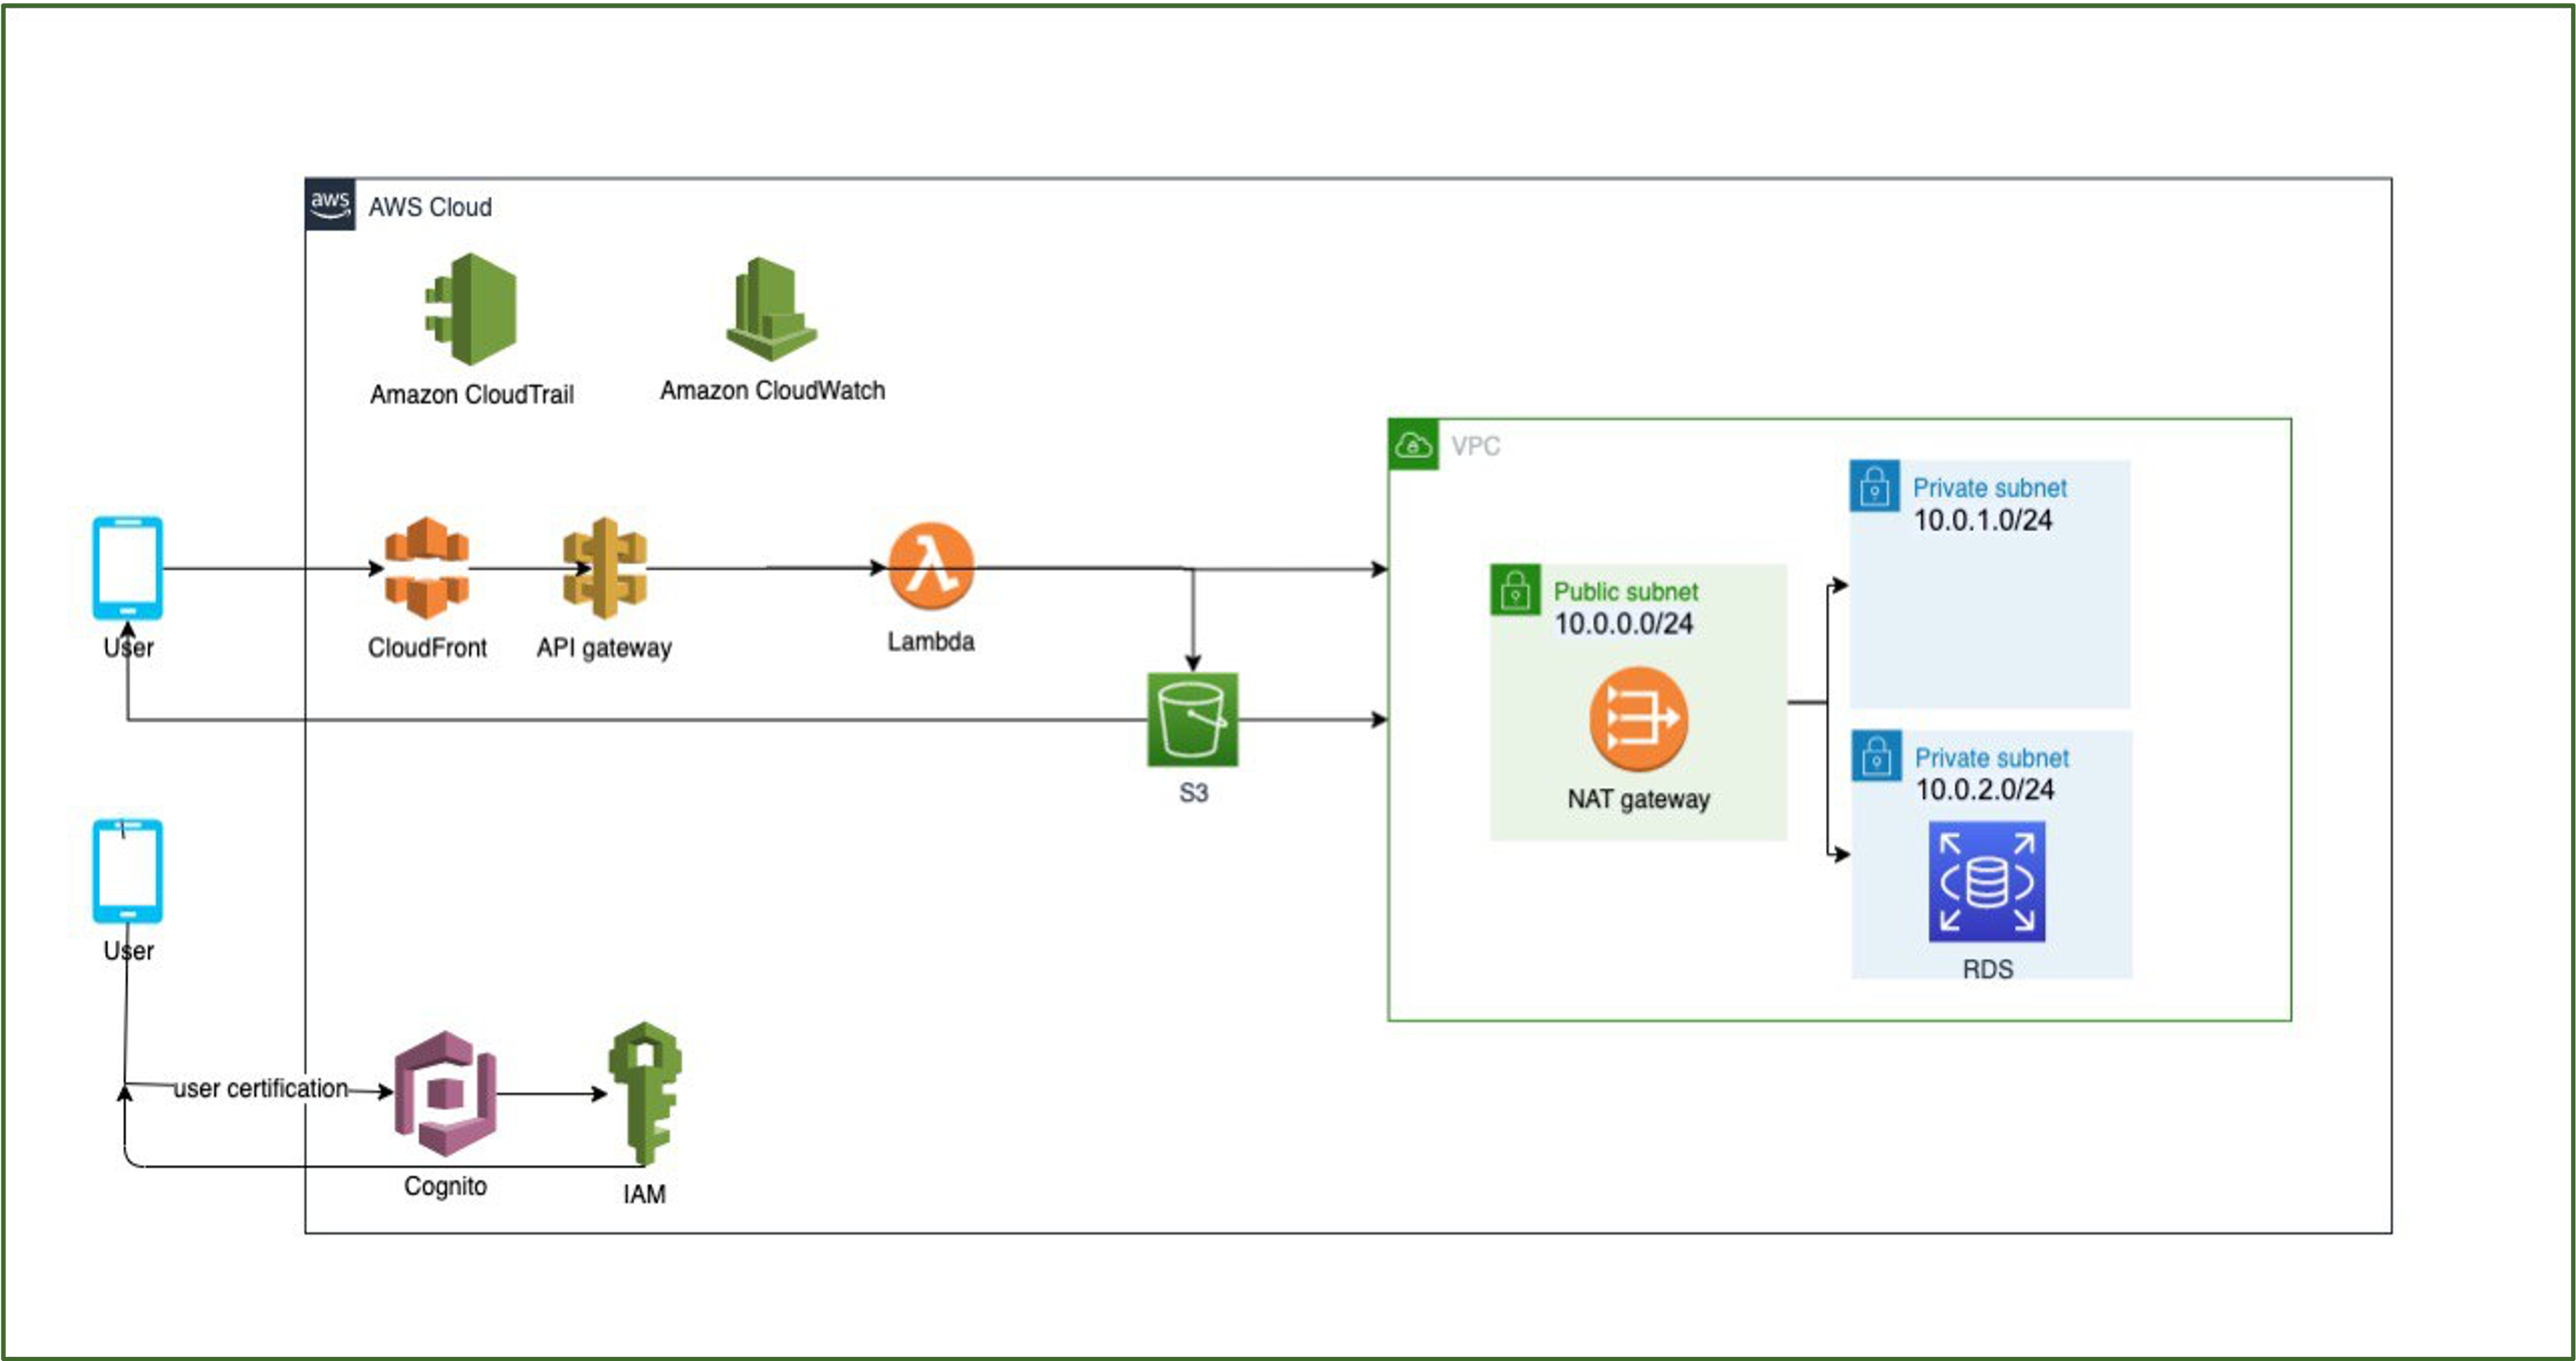 aws
AWS Cloud
Amazon CloudTrail
Amazon CloudWatch
VPC
Private subnet
10.0.1.0/24
Public subnet
10.0.0.0/24
User
CloudFront
API gateway
Lambda
S3
NAT gateway
Private subnet
10.0.2.0/24
RDS
User
user certification
Cognito
IAM